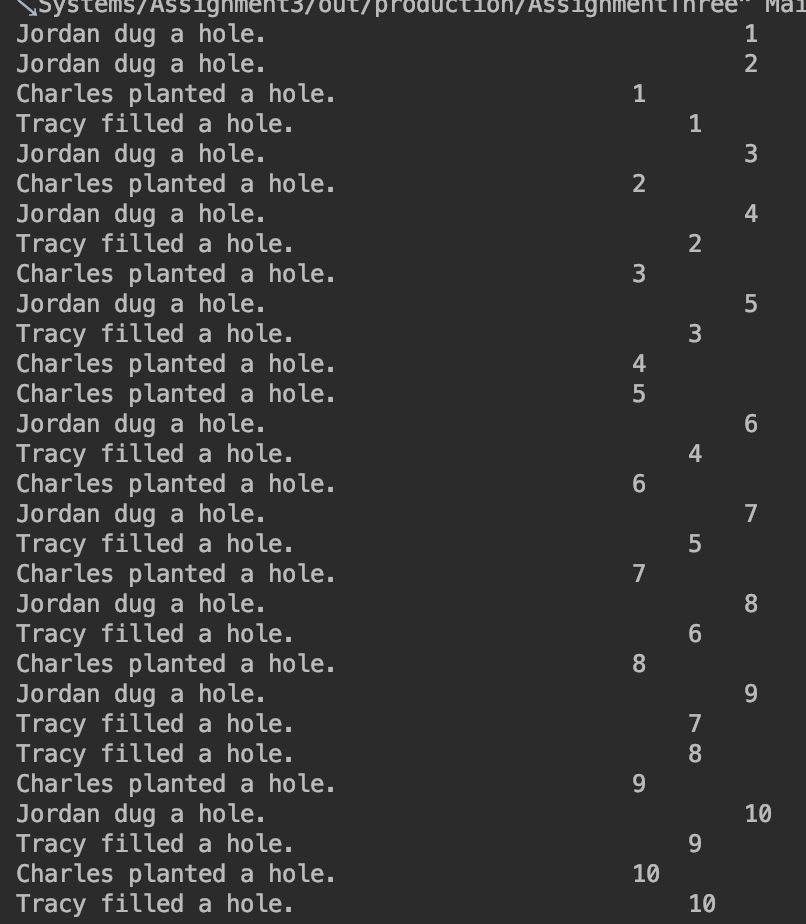 Systems/Assignment3/out/production/AssignmentThree" Mai
Jordan dug a hole. 1
Jordan dug a hole. 2
Charles planted a hole. 1
Tracy filled a hole. 1
Jordan dug a hole. 3
Charles planted a hole. 2
Jordan dug a hole. 4
Tracy filled a hole. 2
Charles planted a hole. 3
Jordan dug a hole. 5
Tracy filled a hole. 3
Charles planted a hole. 4
Charles planted a hole. 5
Jordan dug a hole. 6
Tracy filled a hole. 4
Charles planted a hole. 6
Jordan dug a hole. 7
Tracy filled a hole. 5
Charles planted a hole. 7
Jordan dug a hole. 8
Tracy filled a hole. 6
Charles planted a hole. 8
Jordan dug a hole. 9
Tracy filled a hole. 7
Tracy filled a hole. 8
Charles planted a hole. 9
Jordan dug a hole. 10
Tracy filled a hole. 9
Charles planted a hole. 10
Tracy filled a hole. 10